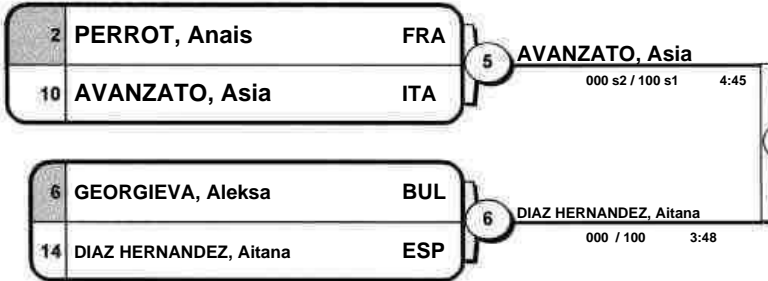 2 PERROT, Anais FRA
10 AVANZATO, Asia ITA
5 AVANZATO, Asia
000 s2 / 100 s1 4:45
6 GEORGIEVA, Aleksa BUL
14 DIAZ HERNANDEZ, Aitana ESP
6 DIAZ HERNANDEZ, Aitana
000 / 100 3:48